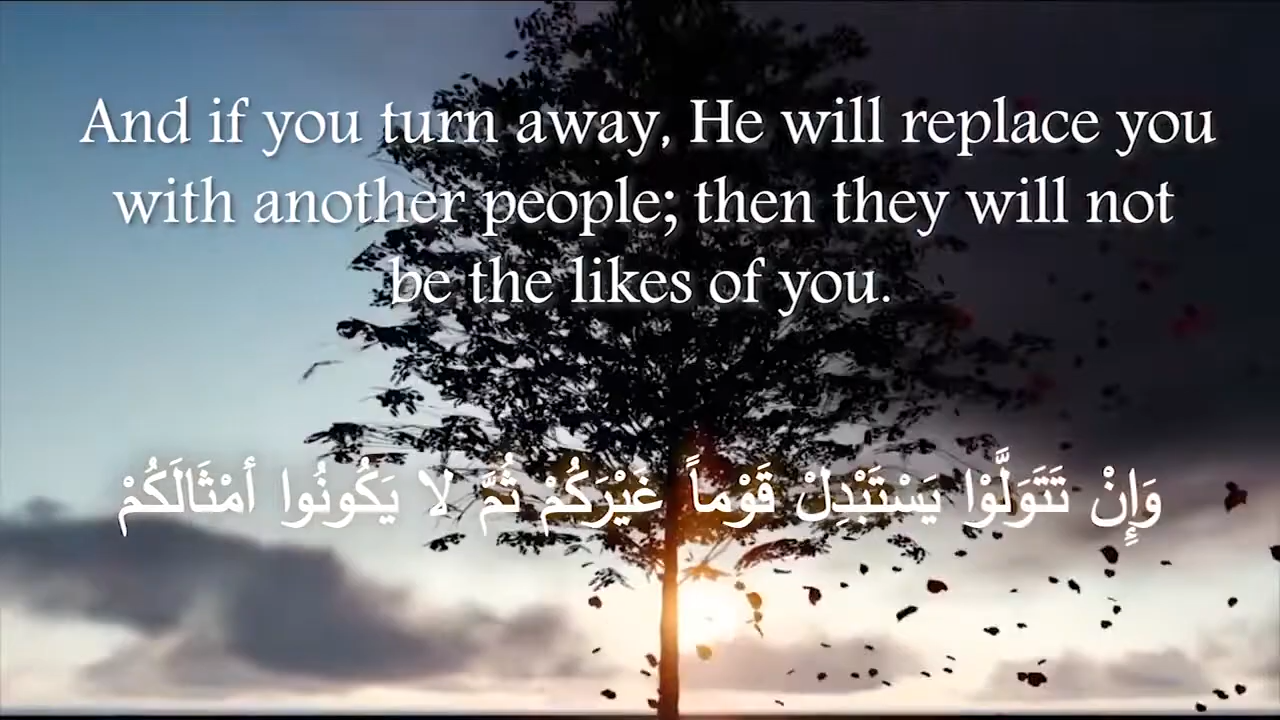 And if you turn away, He will replace you
with another people; then they will not
be the likes of you.
وَإِنْ تَتَوَلَّوْا يَسْتَبْدِلْ قَوْماً غَيْرَكُمْ ثُمَّ لا يَكُونُوا أَمْثَالَكُمْ